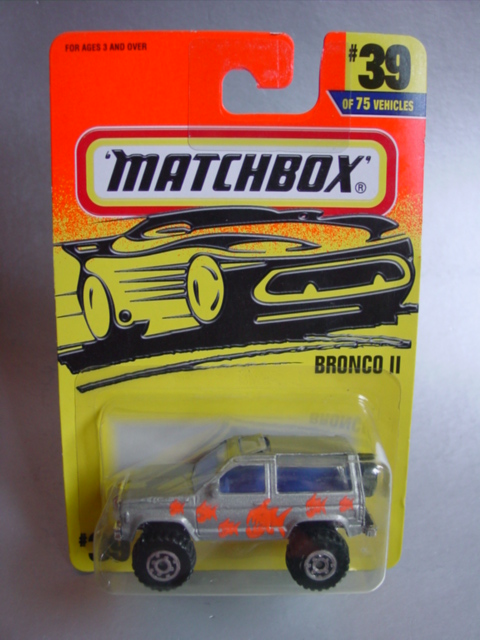 FOR AGES 3 AND OVER
#39
OF 75 VEHICLES
'MATCHBOX'®
BRONCO II